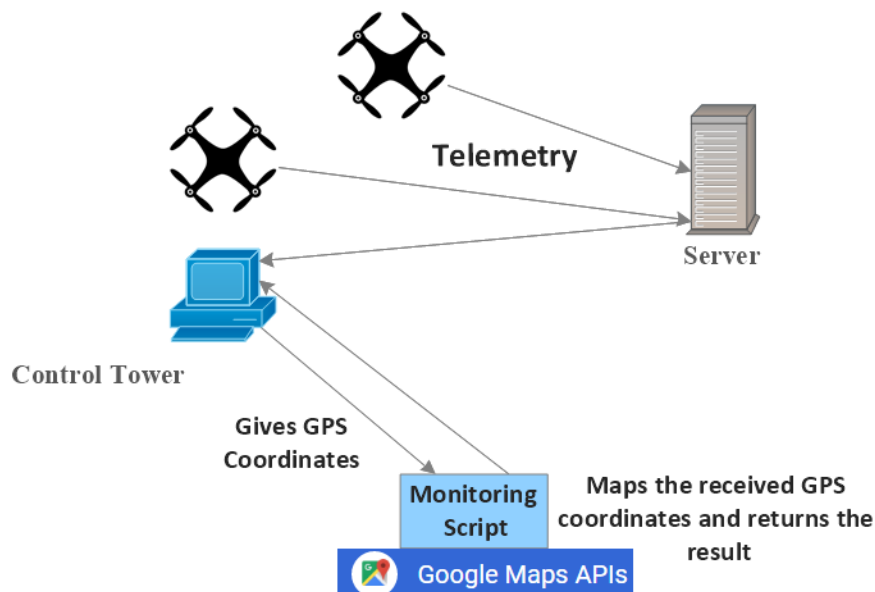 Telemetry
Server
Control Tower
Gives GPS
Coordinates
Monitoring
Script
Maps the received GPS
coordinates and returns the
result
G
Google Maps APIs